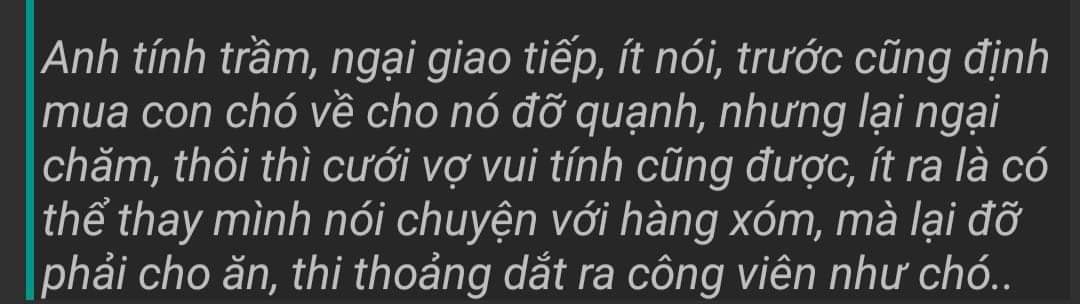 Anh tính trầm, ngại giao tiếp, ít nói, trước cũng định
mua con chó về cho nó đỡ quạnh, nhưng lại ngại
chăm, thôi thì cưới vợ vui tính cũng được, ít ra là có
thể thay mình nói chuyện với hàng xóm, mà lại đỡ
phải cho ăn, thi thoảng dắt ra công viên như chó..